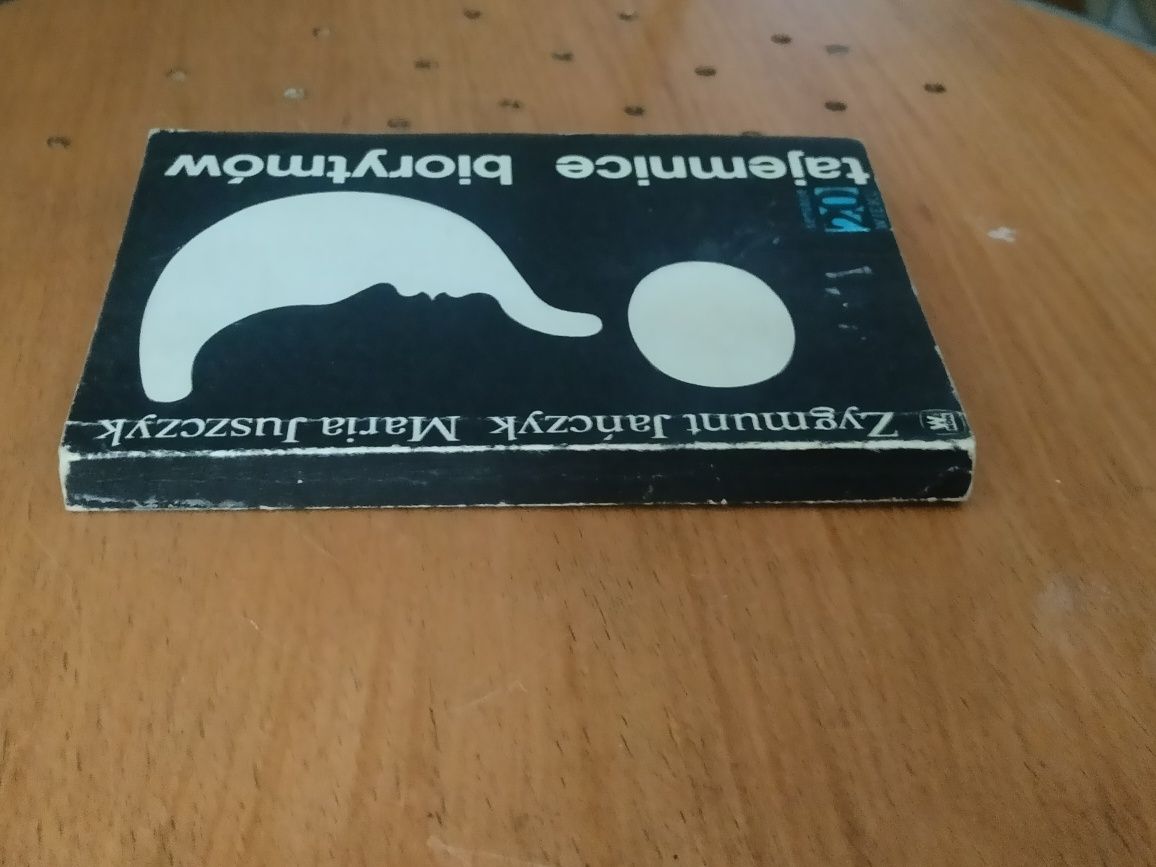 Zygmunt Jańczyk Maria Juszczyk
tajemnice biorytmów